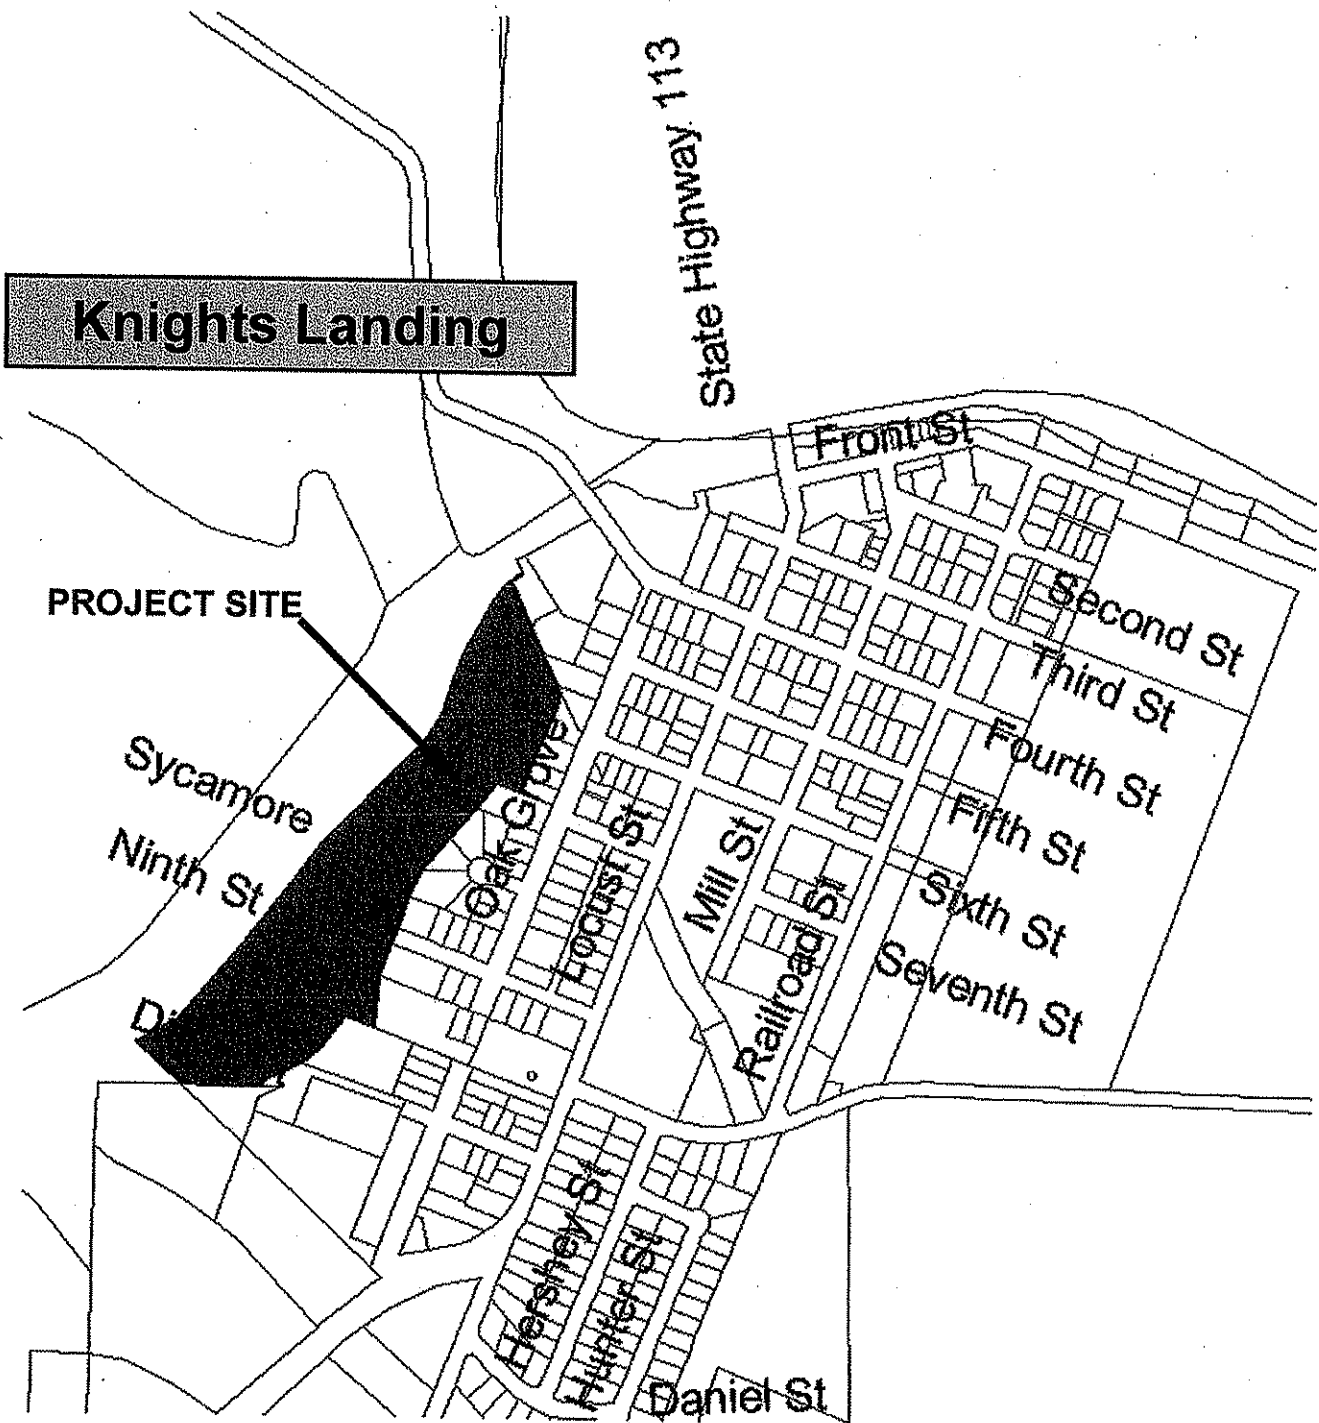 State Highway 113
Knights Landing
Front St
PROJECT SITE
Second St
Third St
Fourth St
Fifth St
Sixth St
Seventh St
Sycamore
Ninth St
Oak Grove
Locust St
Mill St
Railroad St
Hershey St
Hunter St
Daniel St